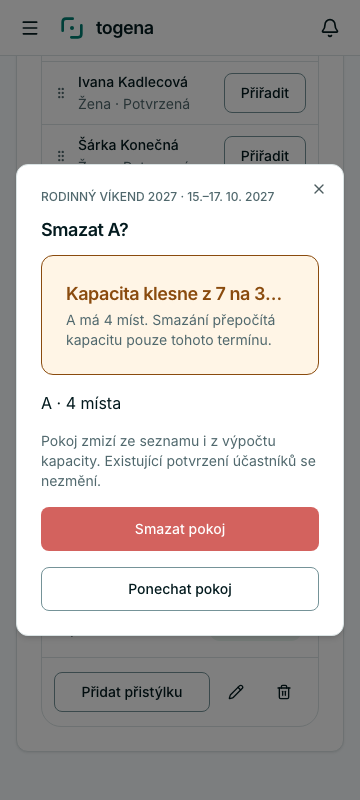 togena
Ivana Kadlecová
Žena · Potvrzená
Přiřadit
Šárka Konečná
Přiřadit
RODINNÝ VÍKEND 2027 · 15.–17. 10. 2027
Smazat A?
Kapacita klesne z 7 na 3…
A má 4 míst. Smazání přepočítá
kapacitu pouze tohoto termínu.
A · 4 místa
Pokoj zmizí ze seznamu i z výpočtu
kapacity. Existující potvrzení účastníků se
nezmění.
Smazat pokoj
Ponechat pokoj
Přidat přistýlku